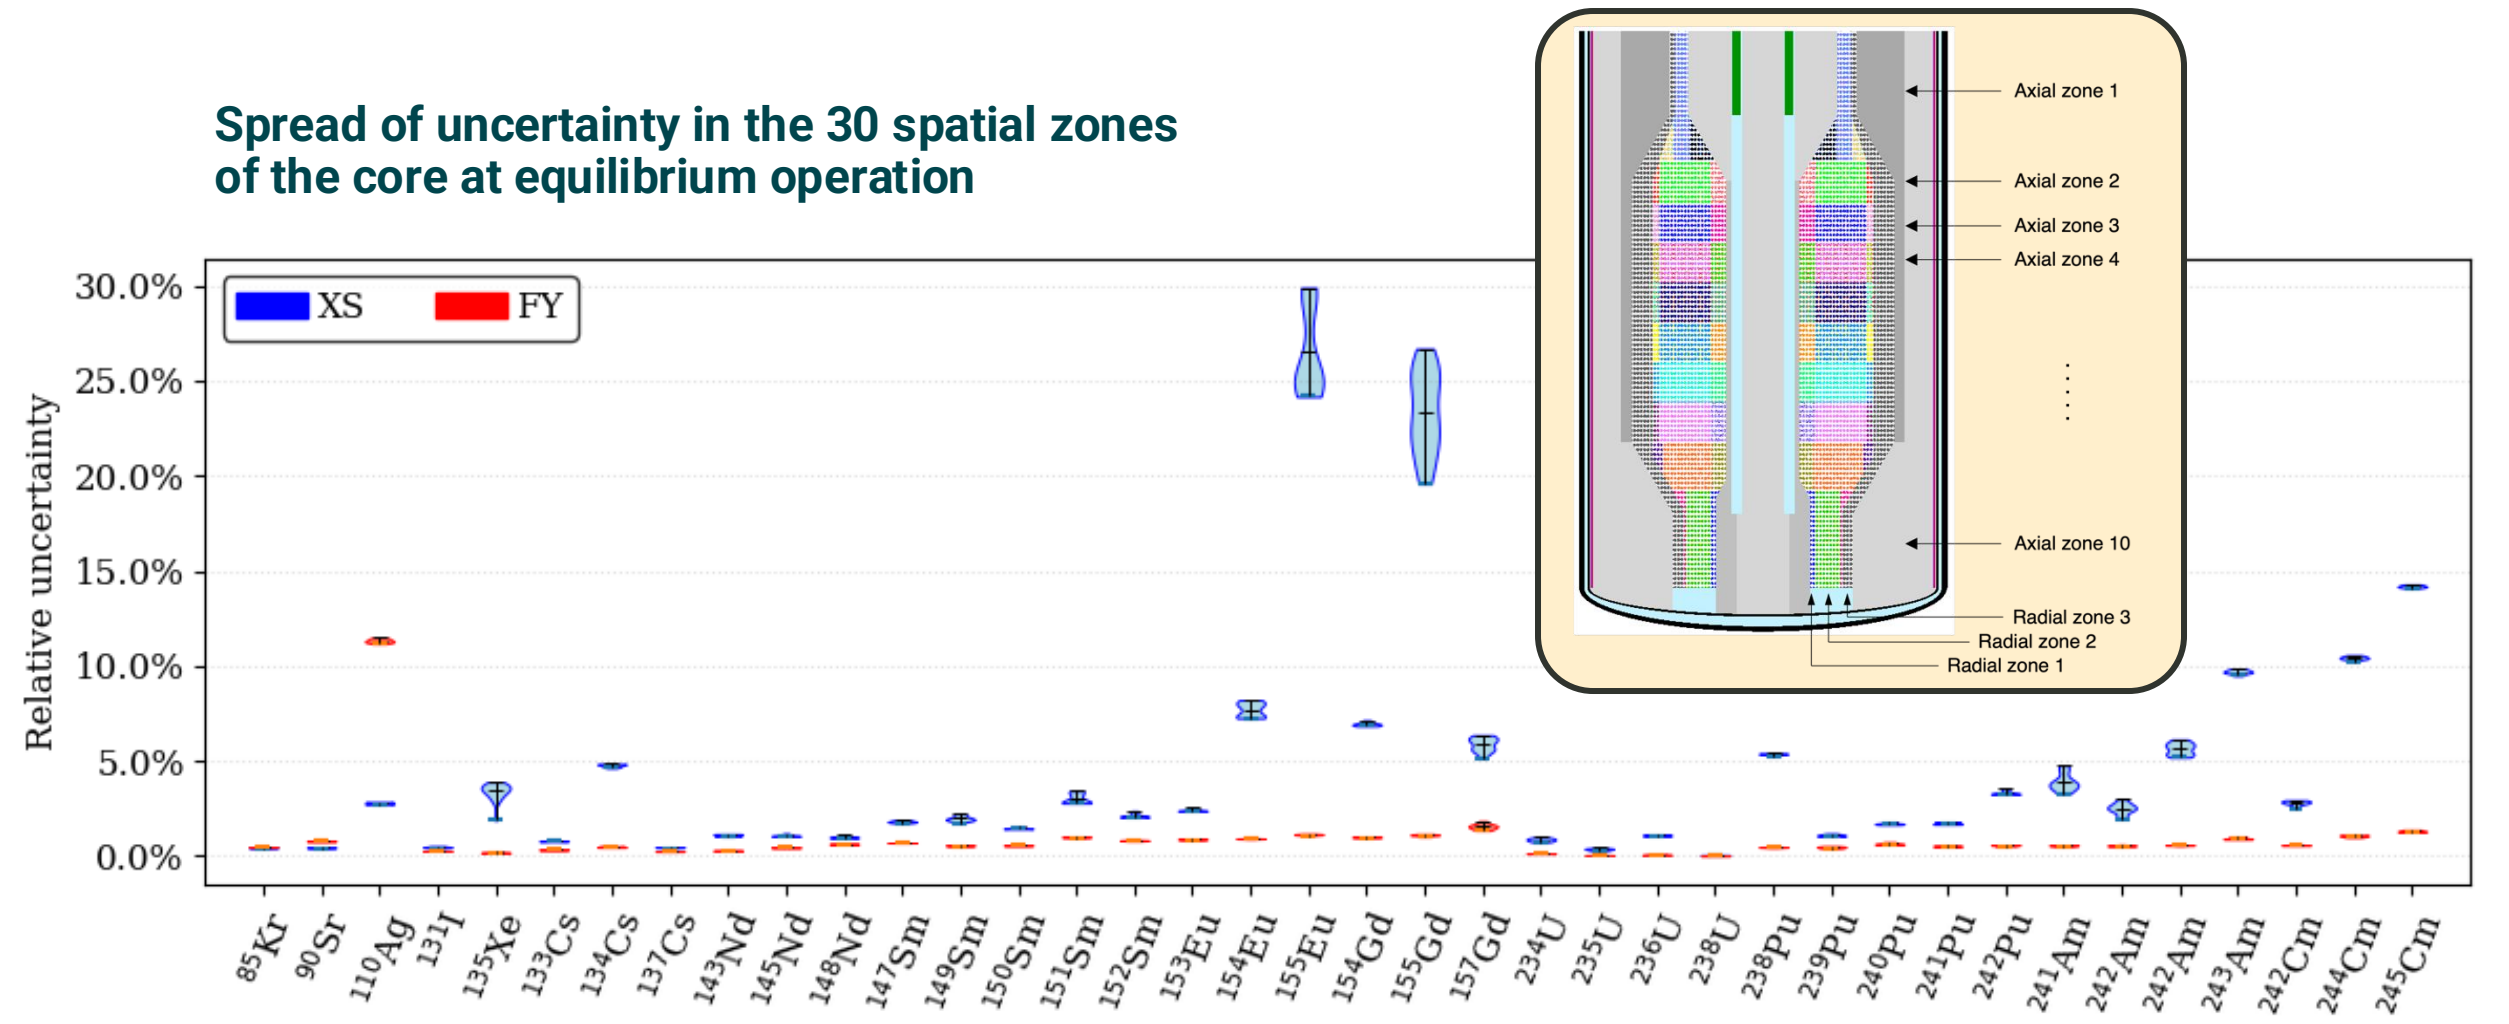 Spread of uncertainty in the 30 spatial zones
of the core at equilibrium operation
Axial zone 1
Axial zone 2
Axial zone 3
Axial zone 4
Axial zone 10
Radial zone 3
Radial zone 2
Radial zone 1
XS FY
Relative uncertainty
30.0%
25.0%
20.0%
15.0%
10.0%
5.0%
0.0%
⁸⁵Kr
⁹⁰Sr
¹¹⁰Ag
¹³¹I
¹³⁵Xe
¹³³Cs
¹³⁴Cs
¹³⁷Cs
¹⁴³Nd
¹⁴⁵Nd
¹⁴⁸Nd
¹⁴⁷Sm
¹⁴⁹Sm
¹⁵⁰Sm
¹⁵¹Sm
¹⁵²Sm
¹⁵³Eu
¹⁵⁴Eu
¹⁵⁵Eu
¹⁵⁴Gd
¹⁵⁵Gd
¹⁵⁷Gd
²³⁴U
²³⁵U
²³⁶U
²³⁸U
²³⁸Pu
²³⁹Pu
²⁴⁰Pu
²⁴¹Pu
²⁴²Pu
²⁴¹Am
²⁴²Am
²⁴²Am
²⁴³Am
²⁴²Cm
²⁴⁴Cm
²⁴⁵Cm